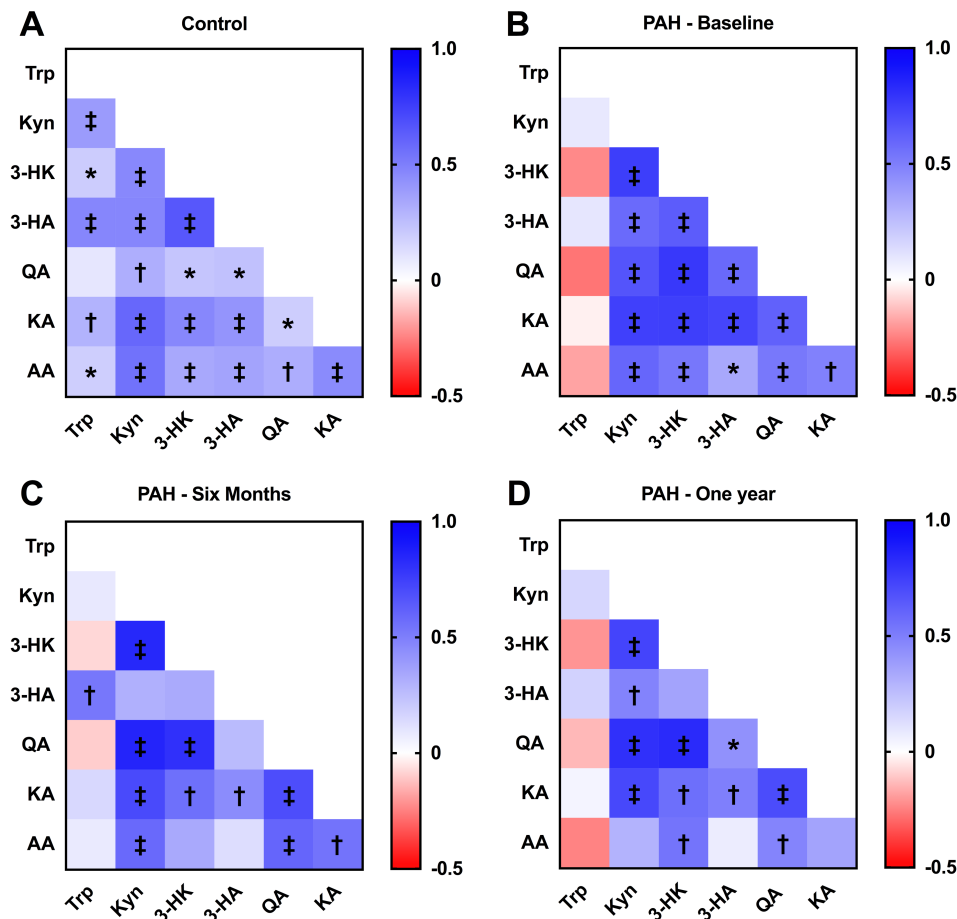 A Control
Trp
Kyn ‡
3-HK * ‡
3-HA ‡ ‡ ‡
QA † * *
KA † ‡ ‡ ‡ *
AA * ‡ ‡ ‡ † ‡
Trp Kyn 3-HK 3-HA QA KA
1.0
0.5
0
-0.5
B PAH - Baseline
Trp
Kyn
3-HK ‡
3-HA ‡ ‡
QA ‡ ‡ ‡
KA ‡ ‡ ‡ ‡
AA ‡ ‡ * ‡ †
Trp Kyn 3-HK 3-HA QA KA
1.0
0.5
0
-0.5
C PAH - Six Months
Trp
Kyn
3-HK ‡
3-HA †
QA ‡ ‡
KA ‡ † † ‡
AA ‡ ‡ †
Trp Kyn 3-HK 3-HA QA KA
1.0
0.5
0
-0.5
D PAH - One year
Trp
Kyn
3-HK ‡
3-HA †
QA ‡ ‡ *
KA ‡ † † ‡
AA † †
Trp Kyn 3-HK 3-HA QA KA
1.0
0.5
0
-0.5